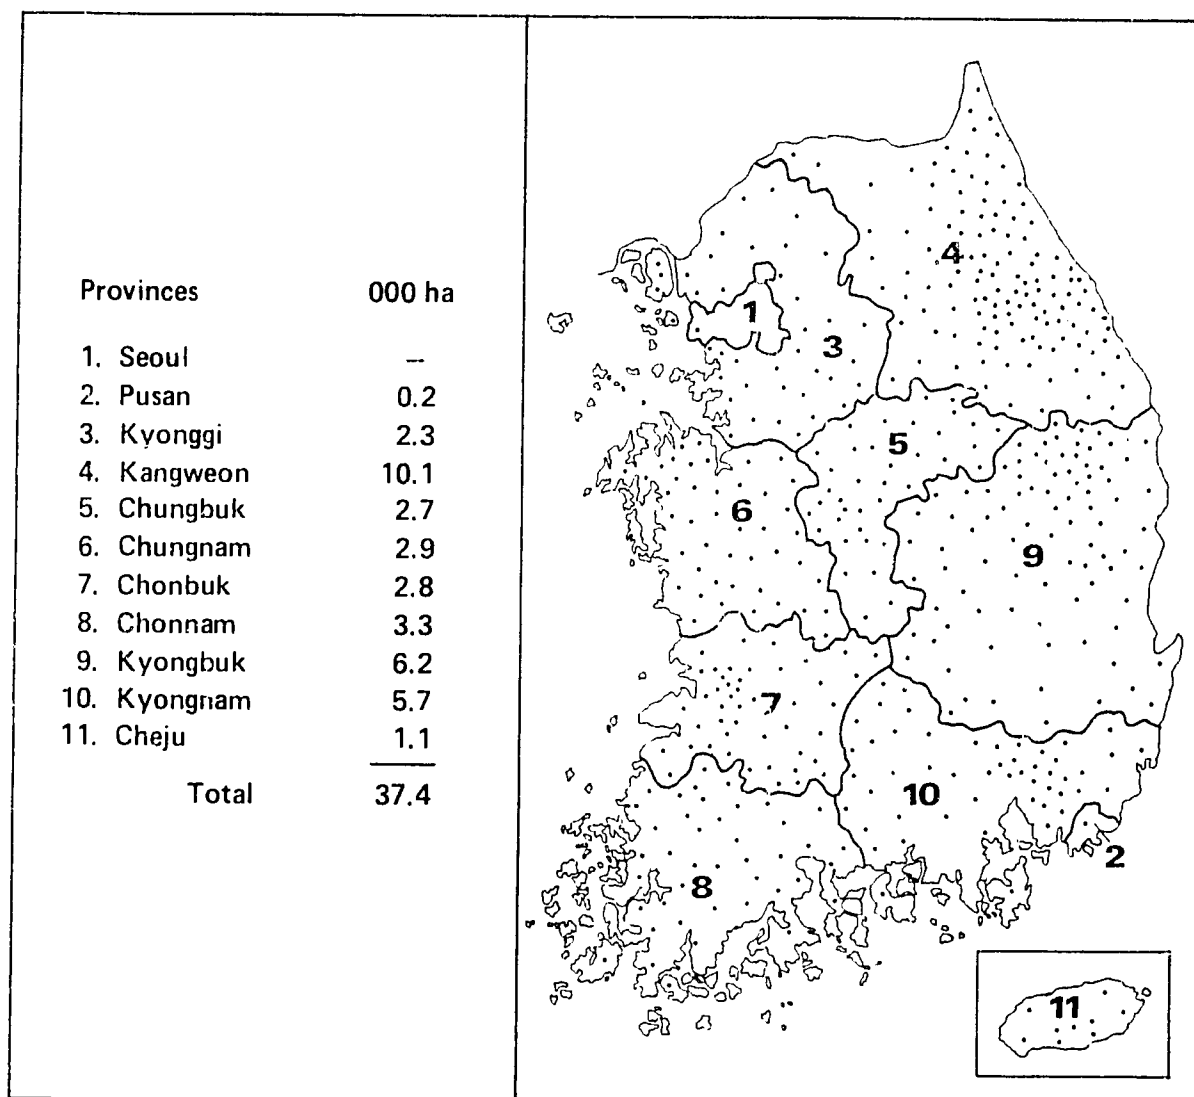 Provinces 000 ha
1. Seoul —
2. Pusan 0.2
3. Kyonggi 2.3
4. Kangweon 10.1
5. Chungbuk 2.7
6. Chungnam 2.9
7. Chonbuk 2.8
8. Chonnam 3.3
9. Kyongbuk 6.2
10. Kyongnam 5.7
11. Cheju 1.1
Total 37.4
4
1
3
5
6
9
7
10
2
8
11